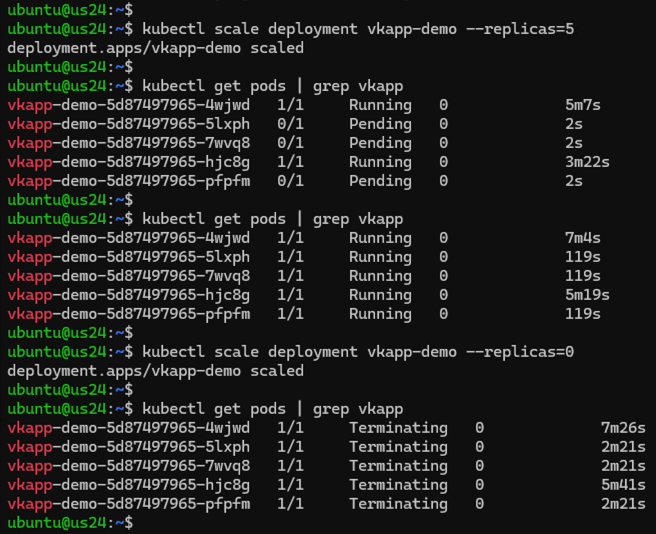 ubuntu@us24:~$
ubuntu@us24:~$ kubectl scale deployment vkapp-demo --replicas=5
deployment.apps/vkapp-demo scaled
ubuntu@us24:~$
ubuntu@us24:~$ kubectl get pods | grep vkapp
vkapp-demo-5d87497965-4wjwd   1/1     Running   0             5m7s
vkapp-demo-5d87497965-5lxph   0/1     Pending   0             2s
vkapp-demo-5d87497965-7wvq8   0/1     Pending   0             2s
vkapp-demo-5d87497965-hjc8g   1/1     Running   0             3m22s
vkapp-demo-5d87497965-pfpfm   0/1     Pending   0             2s
ubuntu@us24:~$
ubuntu@us24:~$ kubectl get pods | grep vkapp
vkapp-demo-5d87497965-4wjwd   1/1     Running   0             7m4s
vkapp-demo-5d87497965-5lxph   1/1     Running   0             119s
vkapp-demo-5d87497965-7wvq8   1/1     Running   0             119s
vkapp-demo-5d87497965-hjc8g   1/1     Running   0             5m19s
vkapp-demo-5d87497965-pfpfm   1/1     Running   0             119s
ubuntu@us24:~$
ubuntu@us24:~$ kubectl scale deployment vkapp-demo --replicas=0
deployment.apps/vkapp-demo scaled
ubuntu@us24:~$
ubuntu@us24:~$ kubectl get pods | grep vkapp
vkapp-demo-5d87497965-4wjwd   1/1     Terminating   0             7m26s
vkapp-demo-5d87497965-5lxph   1/1     Terminating   0             2m21s
vkapp-demo-5d87497965-7wvq8   1/1     Terminating   0             2m21s
vkapp-demo-5d87497965-hjc8g   1/1     Terminating   0             5m41s
vkapp-demo-5d87497965-pfpfm   1/1     Terminating   0             2m21s
ubuntu@us24:~$